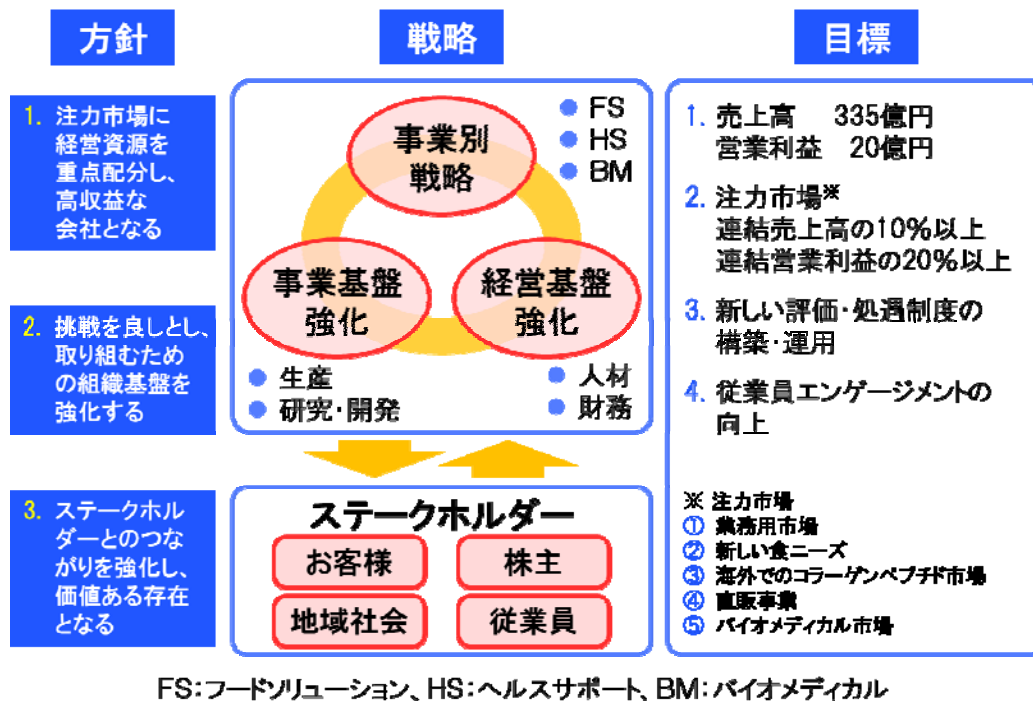 方針
1. 注力市場に
経営資源を
重点配分し、
高収益な
会社となる
2. 挑戦を良しとし、
取り組むため
の組織基盤を
強化する
3. ステークホル
ダーとのつな
がりを強化し、
価値ある存在
となる
戦略
事業別
戦略
● FS
● HS
● BM
事業基盤
強化
経営基盤
強化
● 生産
● 研究・開発
● 人材
● 財務
ステークホルダー
お客様
株主
地域社会
従業員
目標
1. 売上高 335億円
営業利益 20億円
2. 注力市場※
連結売上高の10%以上
連結営業利益の20%以上
3. 新しい評価・処遇制度の
構築・運用
4. 従業員エンゲージメントの
向上
※ 注力市場
① 業務用市場
② 新しい食ニーズ
③ 海外でのコラーゲンペプチド市場
④ 直販事業
⑤ バイオメディカル市場
FS:フードソリューション、HS:ヘルスサポート、BM:バイオメディカル